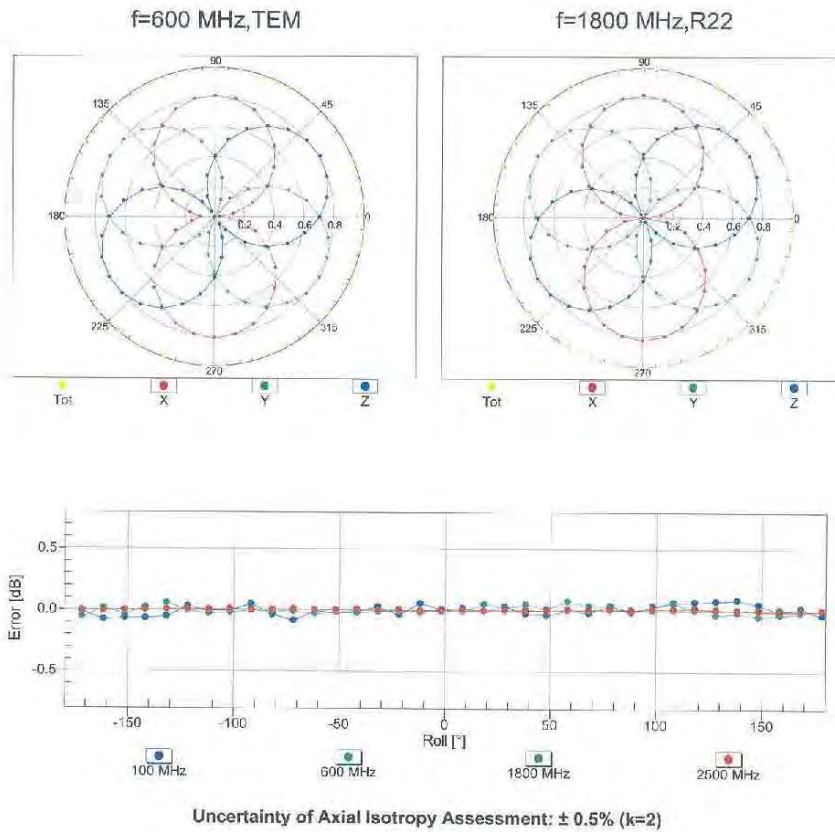 f=600 MHz,TEM
f=1800 MHz,R22
90
135
45
180
0.2 0.4 0.6 0.8
0
225
315
270
Tot X Y Z
90
135
45
180
0.2 0.4 0.6 0.8
0
225
315
270
Tot X Y Z
Error [dB]
0.5
0.0
-0.5
-150 -100 -50 0 50 100 150
Roll [°]
100 MHz 600 MHz 1800 MHz 2500 MHz
Uncertainty of Axial Isotropy Assessment: ± 0.5% (k=2)